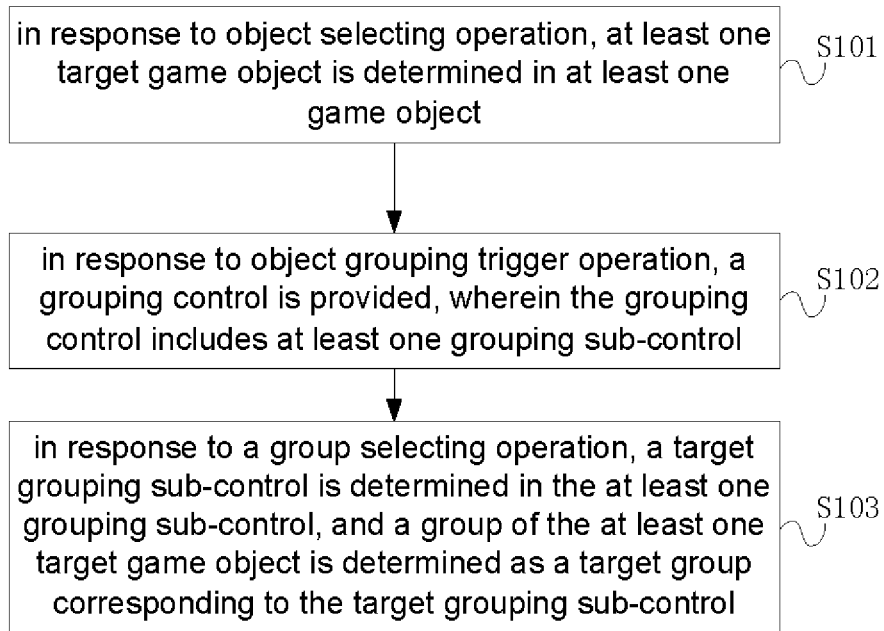 in response to object selecting operation, at least one
target game object is determined in at least one
game object
S101
in response to object grouping trigger operation, a
grouping control is provided, wherein the grouping
control includes at least one grouping sub-control
S102
in response to a group selecting operation, a target
grouping sub-control is determined in the at least one
grouping sub-control, and a group of the at least one
target game object is determined as a target group
corresponding to the target grouping sub-control
S103